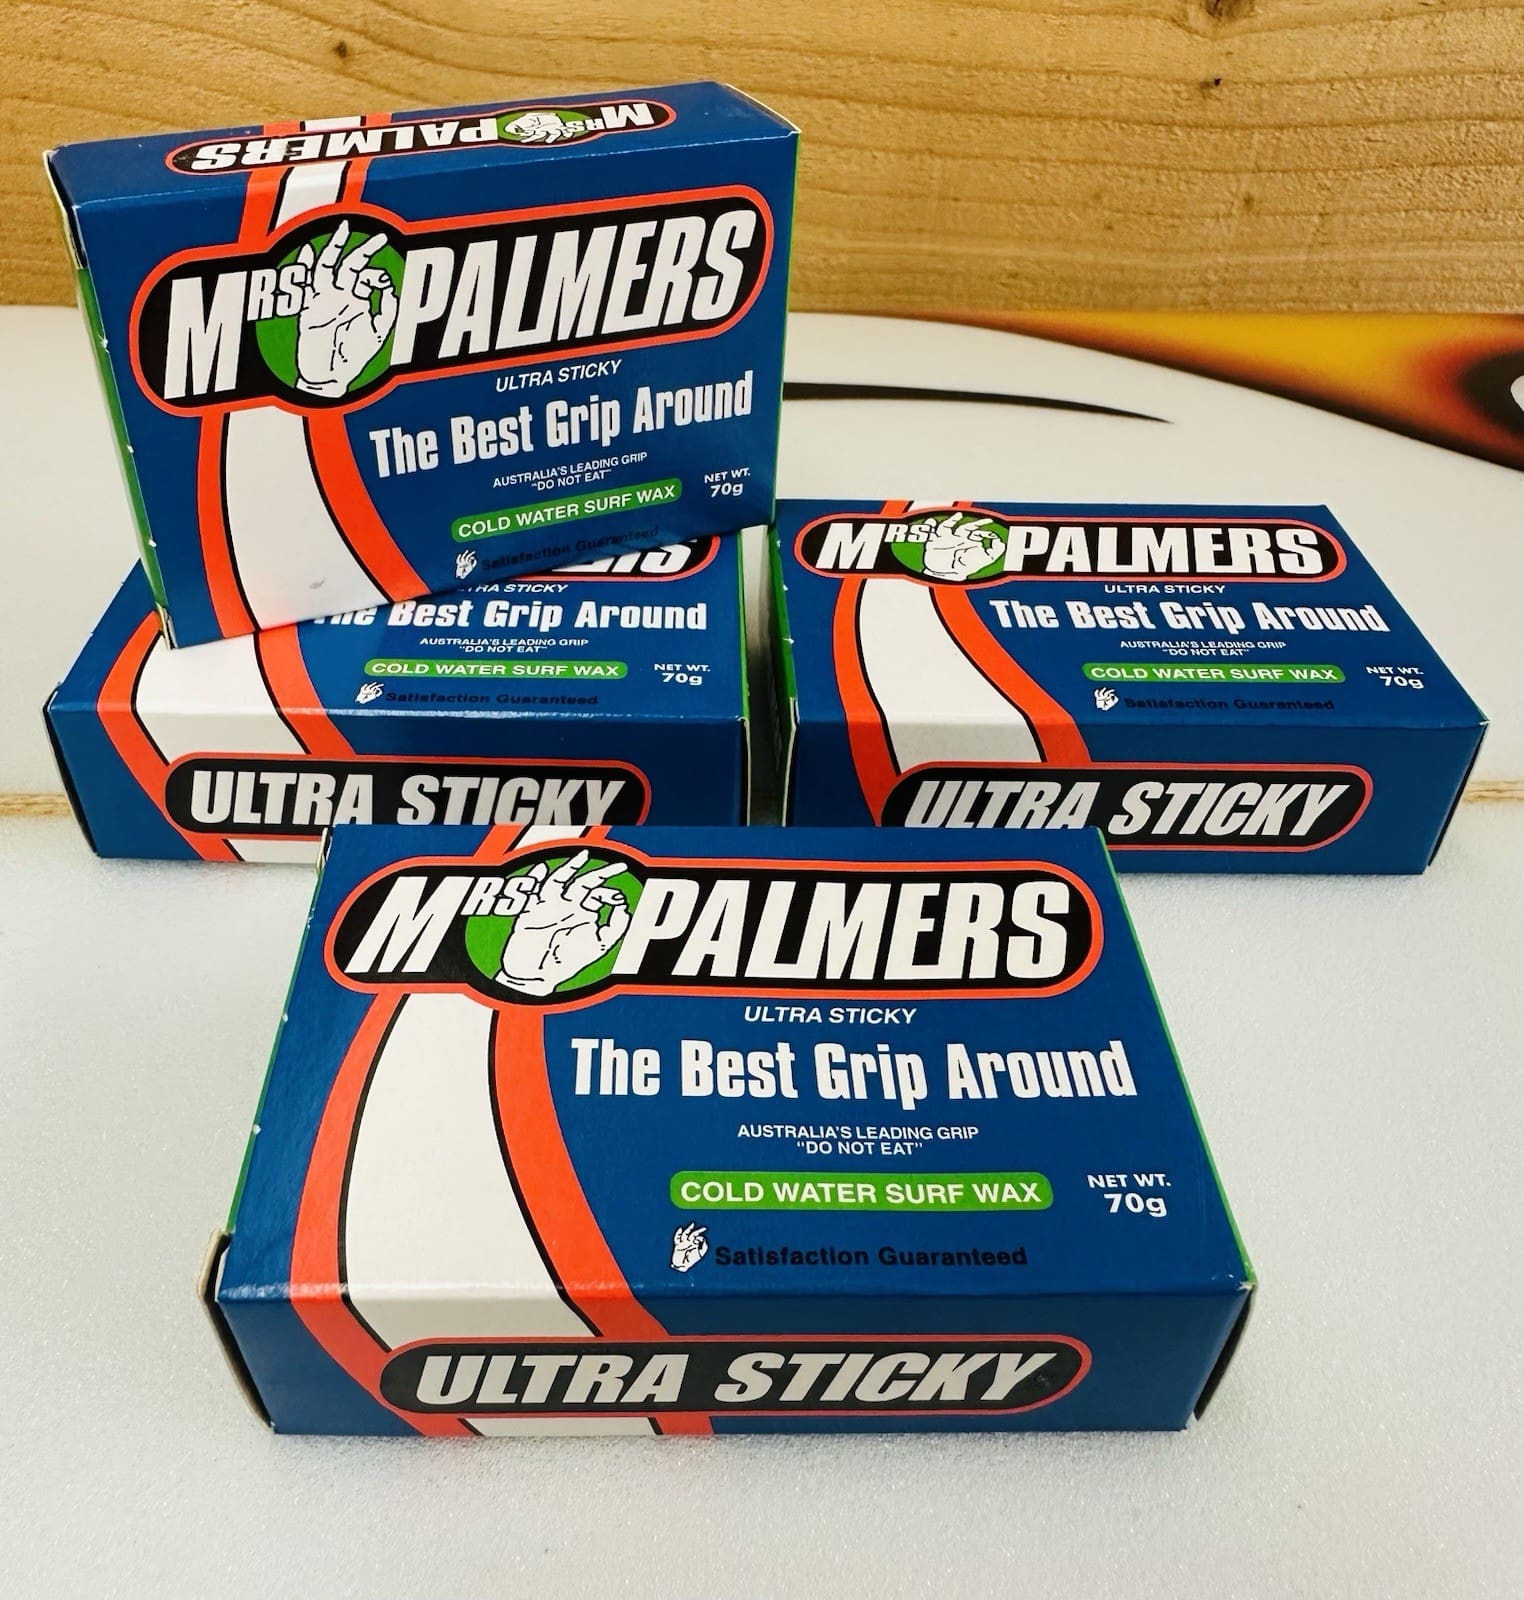 MRS PALMERS
MRS PALMERS
ULTRA STICKY
The Best Grip Around
AUSTRALIA'S LEADING GRIP
"DO NOT EAT"
COLD WATER SURF WAX
NET WT.
70g
Satisfaction Guaranteed
ULTRA STICKY
The Best Grip Around
AUSTRALIA'S LEADING GRIP
"DO NOT EAT"
COLD WATER SURF WAX
NET WT.
70g
Satisfaction Guaranteed
ULTRA STICKY
MRS PALMERS
ULTRA STICKY
The Best Grip Around
AUSTRALIA'S LEADING GRIP
"DO NOT EAT"
COLD WATER SURF WAX
NET WT.
70g
Satisfaction Guaranteed
ULTRA STICKY
MRS PALMERS
ULTRA STICKY
The Best Grip Around
AUSTRALIA'S LEADING GRIP
"DO NOT EAT"
COLD WATER SURF WAX
NET WT.
70g
Satisfaction Guaranteed
ULTRA STICKY